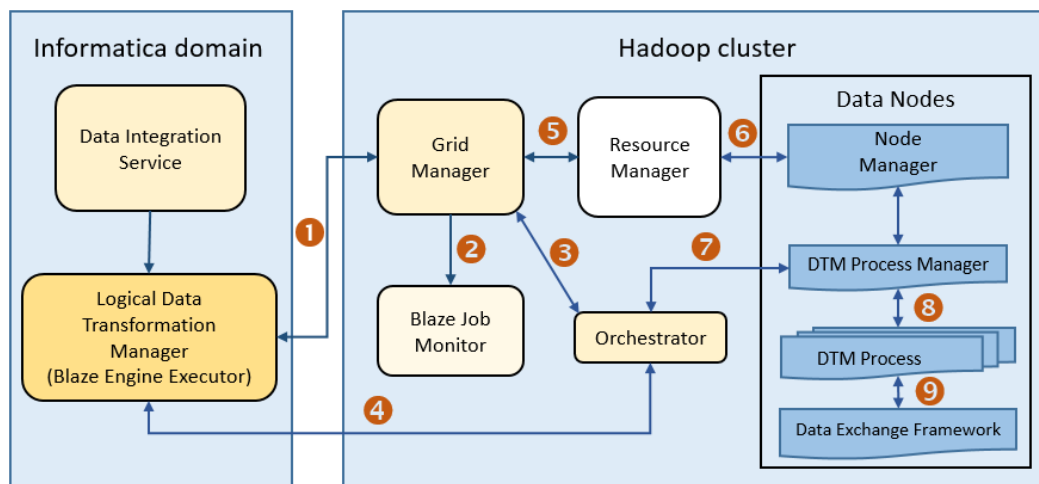 Informatica domain
Data Integration
Service
Logical Data
Transformation
Manager
(Blaze Engine Executor)
Hadoop cluster
Grid
Manager
Resource
Manager
Blaze Job
Monitor
Orchestrator
Data Nodes
Node
Manager
DTM Process Manager
DTM Process
Data Exchange Framework
1
2
3
4
5
6
7
8
9